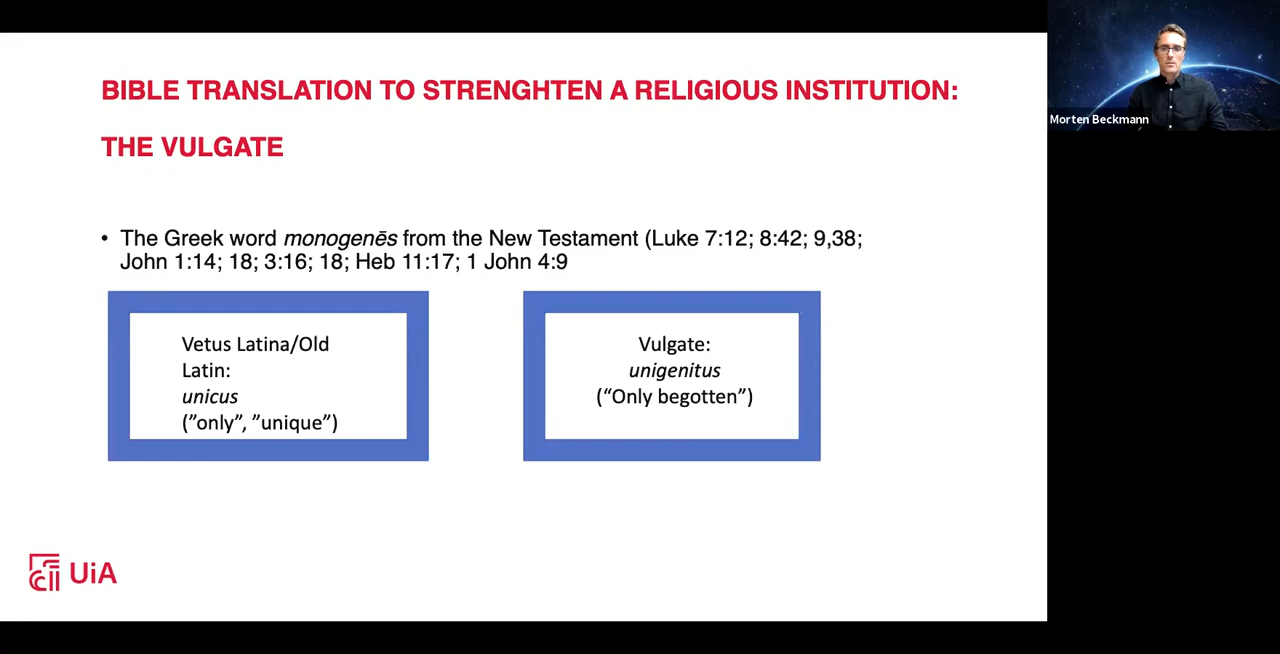 BIBLE TRANSLATION TO STRENGHTEN A RELIGIOUS INSTITUTION:
THE VULGATE
• The Greek word monogenēs from the New Testament (Luke 7:12; 8:42; 9,38;
John 1:14; 18; 3:16; 18; Heb 11:17; 1 John 4:9
Vetus Latina/Old
Latin:
unicus
(”only”, ”unique”)
Vulgate:
unigenitus
(“Only begotten”)
UiA
Morten Beckmann